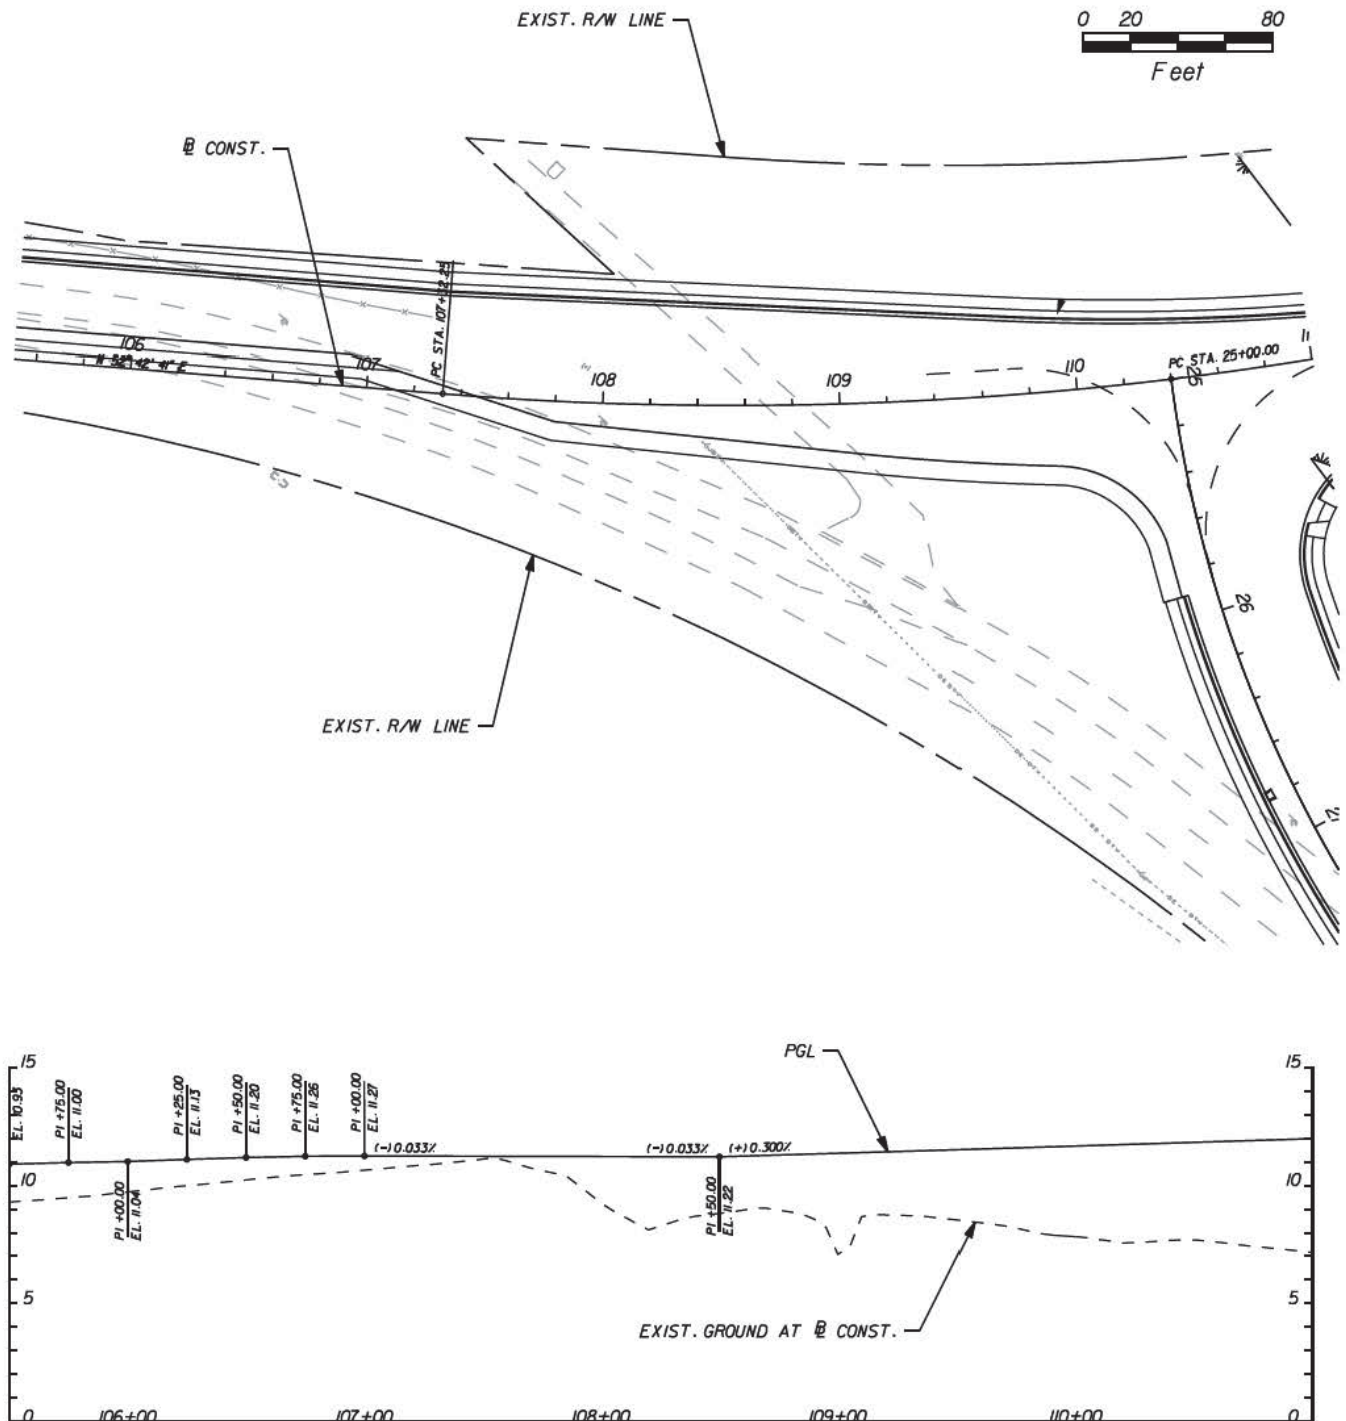 EXIST. R/W LINE
0 20 80
Feet
B̲L CONST.
PC STA. 107+32.25
106
N 52° 42' 41" E
107
108
109
110
11
PC STA. 25+00.00
25
26
EXIST. R/W LINE
PGL
15
15
EL. 10.93
PI +75.00
EL. 11.00
PI +25.00
EL. 11.13
PI +50.00
EL. 11.20
PI +75.00
EL. 11.26
PI +00.00
EL. 11.27
(-) 0.033%
(-) 0.033%
(+) 0.300%
10
10
PI +00.00
EL. 11.04
PI +50.00
EL. 11.22
5
5
EXIST. GROUND AT B̲L CONST.
0 106+00 107+00 108+00 109+00 110+00 0